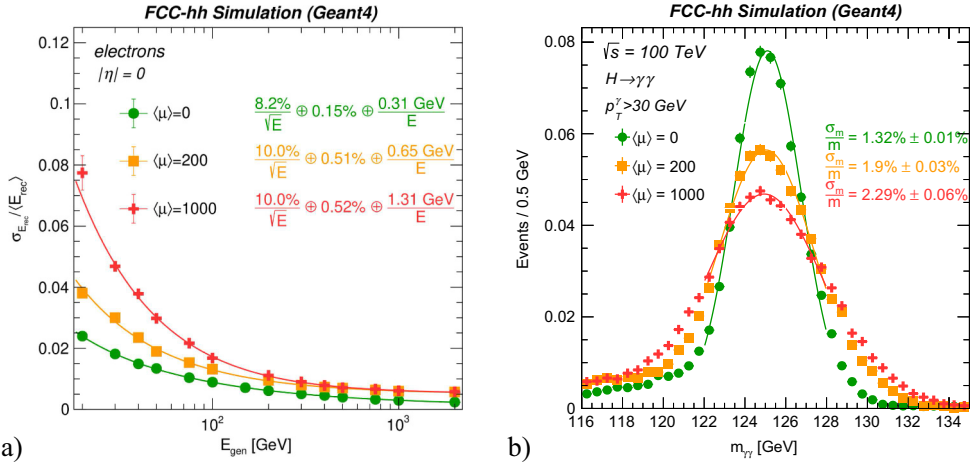 FCC-hh Simulation (Geant4)
σ_{E_rec} / ⟨E_rec⟩
0.12
0.1
0.08
0.06
0.04
0.02
0
electrons
|η| = 0
⟨μ⟩=0 8.2%/√E ⊕ 0.15% ⊕ 0.31 GeV/E
⟨μ⟩=200 10.0%/√E ⊕ 0.51% ⊕ 0.65 GeV/E
⟨μ⟩=1000 10.0%/√E ⊕ 0.52% ⊕ 1.31 GeV/E
10² 10³
E_gen [GeV]
a)
FCC-hh Simulation (Geant4)
Events / 0.5 GeV
0.08
0.06
0.04
0.02
0
√s = 100 TeV
H→γγ
p_T^γ>30 GeV
⟨μ⟩ = 0 σ_m/m = 1.32% ± 0.01%
⟨μ⟩ = 200 σ_m/m = 1.9% ± 0.03%
⟨μ⟩ = 1000 σ_m/m = 2.29% ± 0.06%
116 118 120 122 124 126 128 130 132 134
m_γγ [GeV]
b)